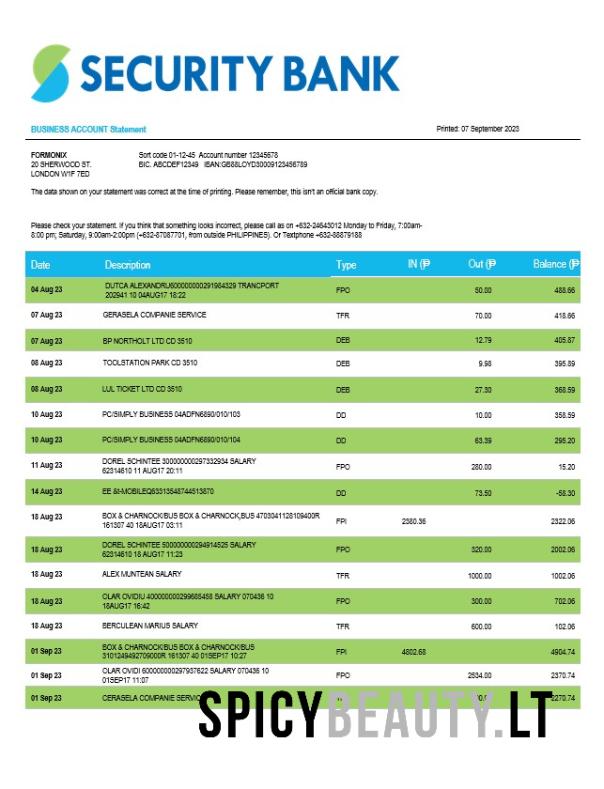 SECURITY BANK
BUSINESS ACCOUNT Statement Printed: 07 September 2023
FORMONIX Sort code 01-12-45 Account number 12345678
20 SHERWOOD ST. BIC. ABCDEF12349 IBAN:GB88LOYD30009123456789
LONDON W1F 7ED
The data shown on your statement was correct at the time of printing. Please remember, this isn't an official bank copy.
Please check your statement. If you think that something looks incorrect, please call as on +632-24643012 Monday to Friday, 7:00am-
8:00 pm; Saturday, 9:00am-2:00pm (+632-87087701, from outside PHILIPPINES). Or Textphone +632-88879188
Date Description Type IN (₱ Out (₱ Balance (₱
04 Aug 23 DUTCA ALEXANDRU600000000291984329 TRANCPORT
202941 10 04AUG17 18:22 FPO 50.00 488.66
07 Aug 23 GERASELA COMPANIE SERVICE TFR 70.00 418.66
07 Aug 23 BP NORTHOLT LTD CD 3510 DEB 12.79 405.87
08 Aug 23 TOOLSTATION PARK CD 3510 DEB 9.98 395.89
08 Aug 23 LUL TICKET LTD CD 3510 DEB 27.30 368.59
10 Aug 23 PC/SIMPLY BUSINESS 04ADFN6890/010/103 DD 10.00 358.59
10 Aug 23 PC/SIMPLY BUSINESS 04ADFN6890/010/104 DD 63.39 295.20
11 Aug 23 DOREL SCHINTEE 300000000297332934 SALARY
62314610 11 AUG17 20:11 FPO 280.00 15.20
14 Aug 23 EE &t-MOBILEQ63313548744513870 DD 73.50 -58.30
18 Aug 23 BOX & CHARNOCK/BUS BOX & CHARNOCK,BUS 4703041128109400R
161307 40 18AUG17 03:11 FPI 2380.36 2322.06
18 Aug 23 DOREL SCHINTEE 500000000294914525 SALARY
62314610 18 AUG17 11:23 FPO 320.00 2002.06
18 Aug 23 ALEX MUNTEAN SALARY TFR 1000.00 1002.06
18 Aug 23 OLAR OVIDIU 400000000299685458 SALARY 070436 10
18AUG17 16:42 FPO 300.00 702.06
18 Aug 23 BERCULEAN MARIUS SALARY TFR 600.00 102.06
01 Sep 23 BOX & CHARNOCK/BUS BOX & CHARNOCK/BUS
3101249492709000R 161307 40 01SEP17 10:27 FPI 4802.68 4904.74
01 Sep 23 OLAR OVIDI 600000000297937622 SALARY 070436 10
01SEP17 11:07 FPO 2534.00 2370.74
01 Sep 23 CERASELA COMPANIE 2270.74
SPICYBEAUTY.LT